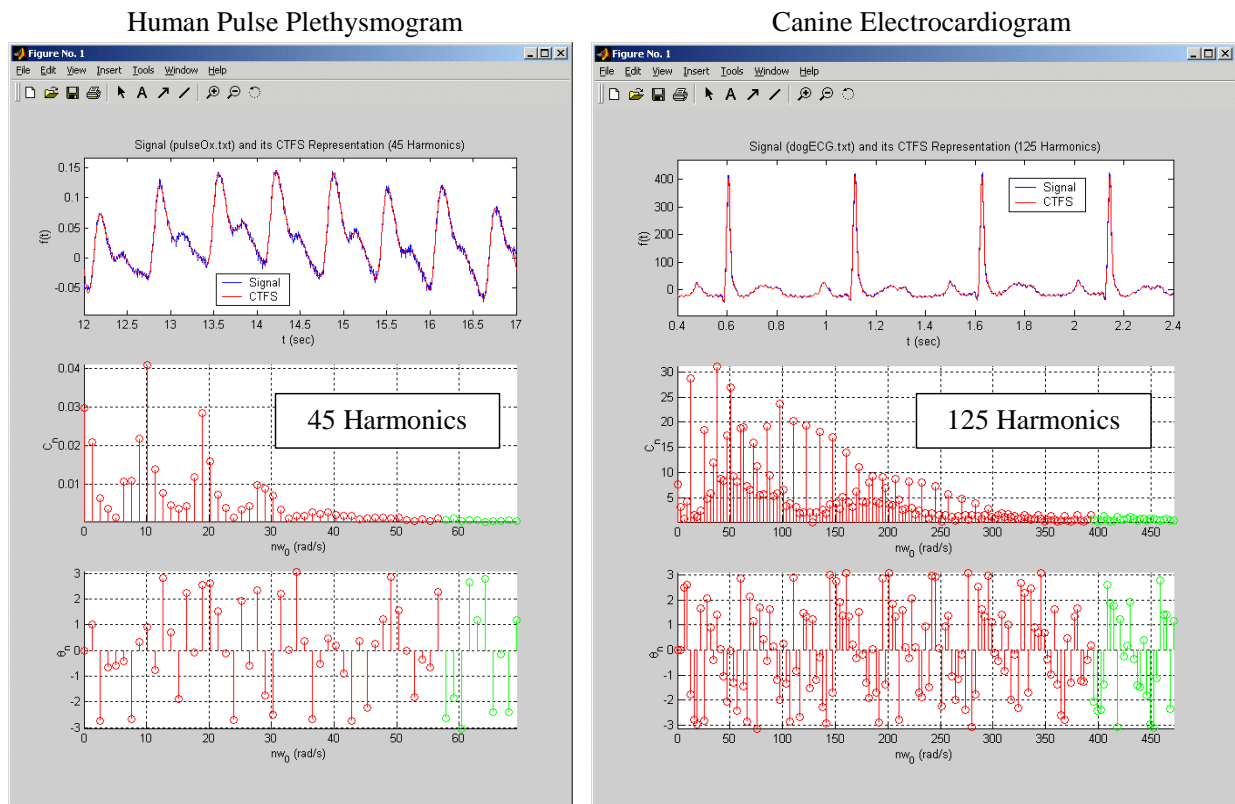 Human Pulse Plethysmogram
Figure No. 1
File Edit View Insert Tools Window Help
A
Signal (pulseOx.txt) and its CTFS Representation (45 Harmonics)
0.15
0.1
0.05
0
-0.05
f(t)
Signal
CTFS
12 12.5 13 13.5 14 14.5 15 15.5 16 16.5 17
t (sec)
0.04
0.03
0.02
0.01
C_n
45 Harmonics
0 10 20 30 40 50 60
nw_0 (rad/s)
3
2
1
0
-1
-2
-3
θ_n
0 10 20 30 40 50 60
nw_0 (rad/s)
Canine Electrocardiogram
Figure No. 1
File Edit View Insert Tools Window Help
A
Signal (dogECG.txt) and its CTFS Representation (125 Harmonics)
400
300
200
100
0
f(t)
Signal
CTFS
0.4 0.6 0.8 1 1.2 1.4 1.6 1.8 2 2.2 2.4
t (sec)
30
25
20
15
10
5
C_n
125 Harmonics
0 50 100 150 200 250 300 350 400 450
nw_0 (rad/s)
3
2
1
0
-1
-2
-3
θ_n
0 50 100 150 200 250 300 350 400 450
nw_0 (rad/s)